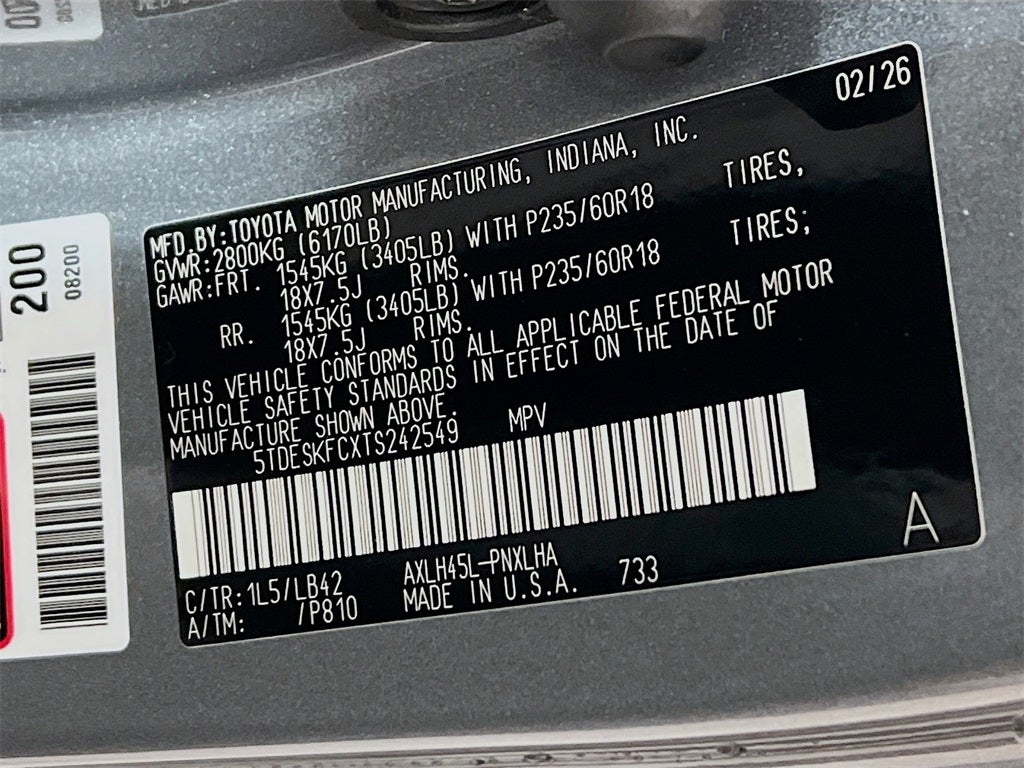 02/26
MFD.BY:TOYOTA MOTOR MANUFACTURING, INDIANA, INC.
GVWR:2800KG (6170LB)
GAWR:FRT. 1545KG (3405LB) WITH P235/60R18 TIRES,
18X7.5J RIMS.
RR. 1545KG (3405LB) WITH P235/60R18 TIRES;
18X7.5J RIMS.
THIS VEHICLE CONFORMS TO ALL APPLICABLE FEDERAL MOTOR
VEHICLE SAFETY STANDARDS IN EFFECT ON THE DATE OF
MANUFACTURE SHOWN ABOVE.
5TDESKFCXTS242549 MPV
C/TR:1L5/LB42 AXLH45L-PNXLHA
A/TM: /P810 MADE IN U.S.A. 733
A
200
08200